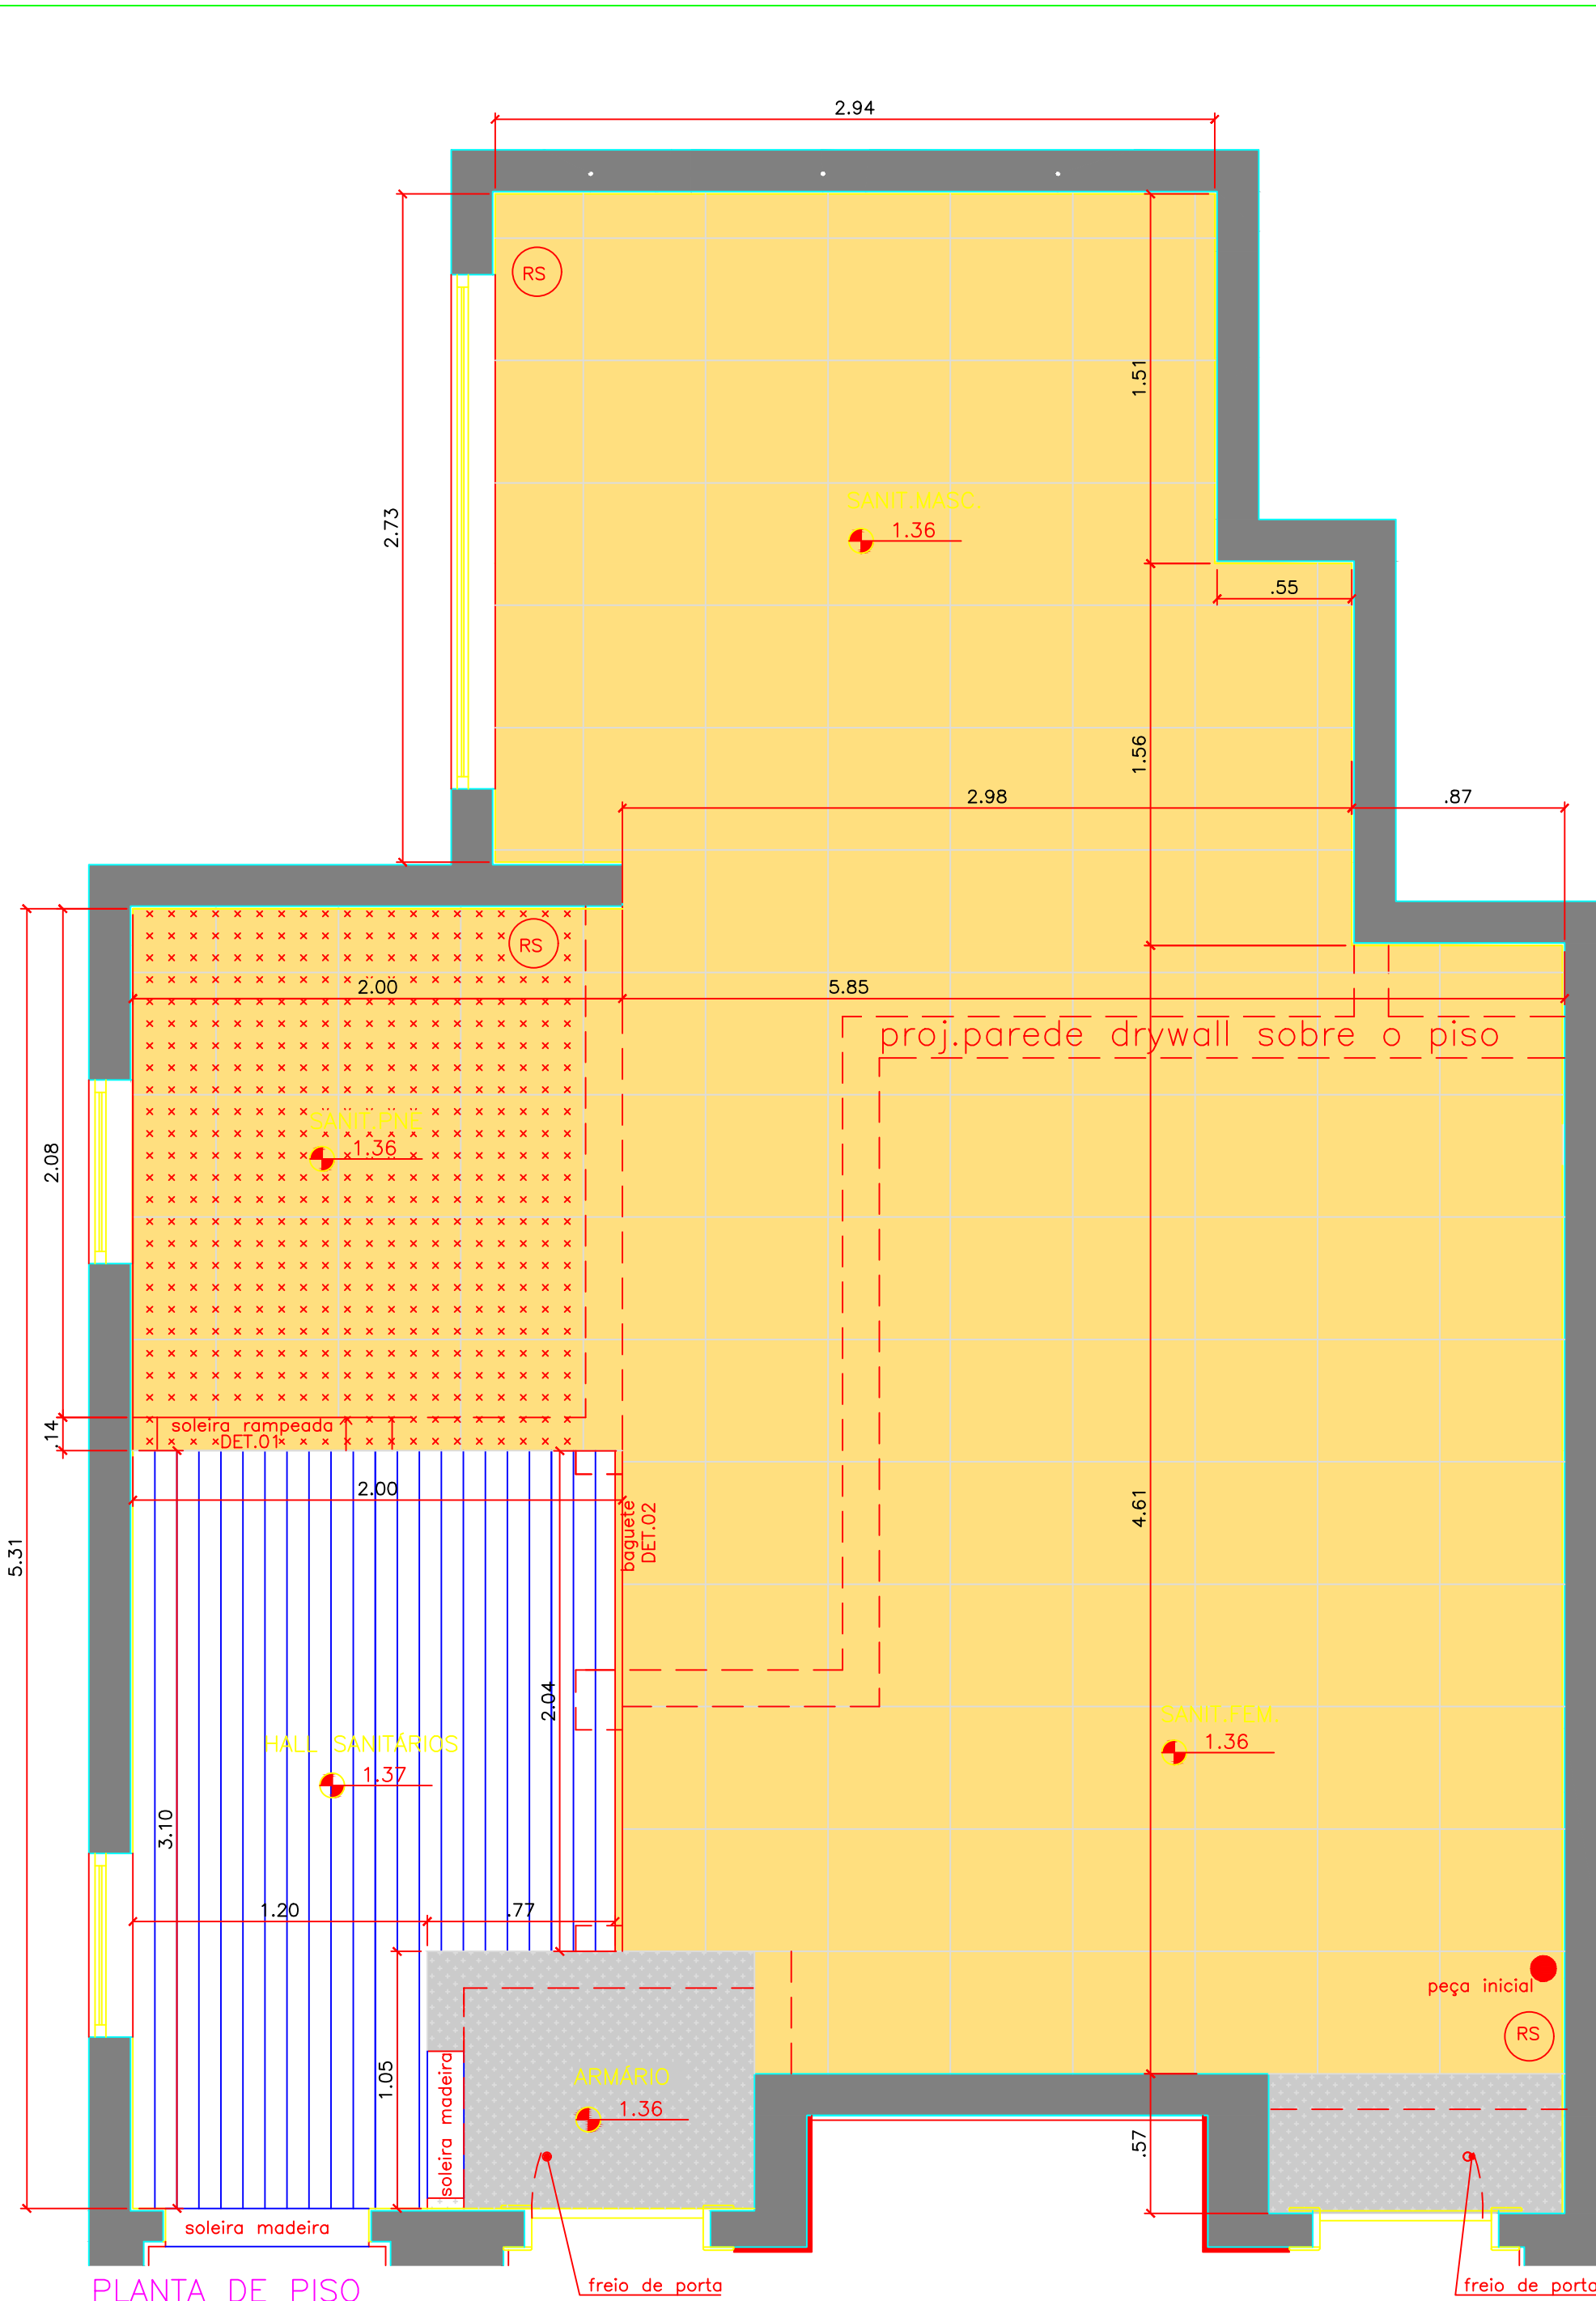 2.94
RS
1.51
2.73
SANIT.MASC.
1.36
.55
1.56
2.98
.87
RS
2.00
5.85
proj.parede drywall sobre o piso
SANIT.PNE
1.36
2.08
.14
soleira rampeada
DET.01
2.00
baguete
DET.02
4.61
5.31
2.04
SANIT.FEM.
1.36
HALL SANITÁRIOS
1.37
3.10
1.20
.77
peça inicial
RS
1.05
soleira madeira
ARMÁRIO
1.36
.57
soleira madeira
freio de porta
freio de porta
PLANTA DE PISO